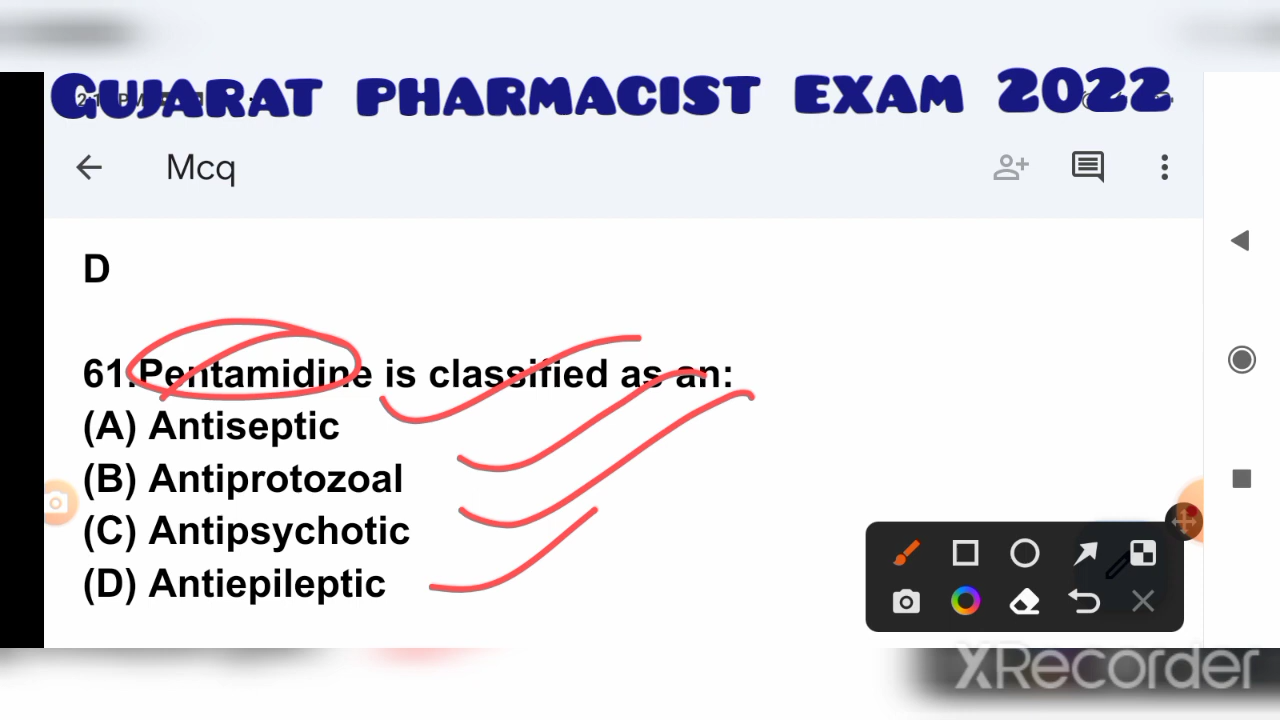 GUJARAT PHARMACIST EXAM 2022
Mcq
D
61.Pentamidine is classified as an:
(A) Antiseptic
(B) Antiprotozoal
(C) Antipsychotic
(D) Antiepileptic
XRecorder